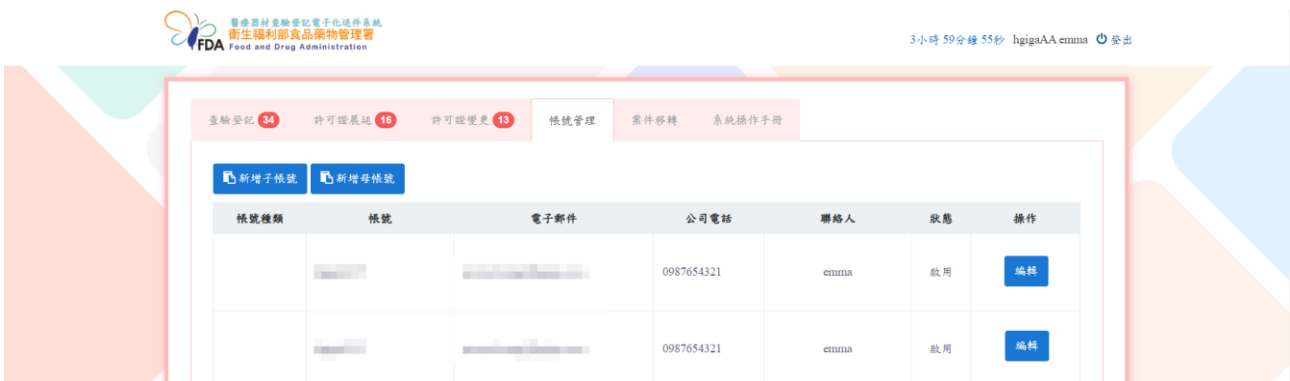 醫療器材查驗登記電子化送件系統
衛生福利部食品藥物管理署
FDA Food and Drug Administration
3小時 59分鐘 55秒 hgigaAA emma 登出
查驗登記 34 許可證展延 16 許可證變更 13 帳號管理 案件移轉 系統操作手冊
新增子帳號 新增母帳號
帳號種類 帳號 電子郵件 公司電話 聯絡人 狀態 操作
0987654321 emma 啟用 編輯
0987654321 emma 啟用 編輯